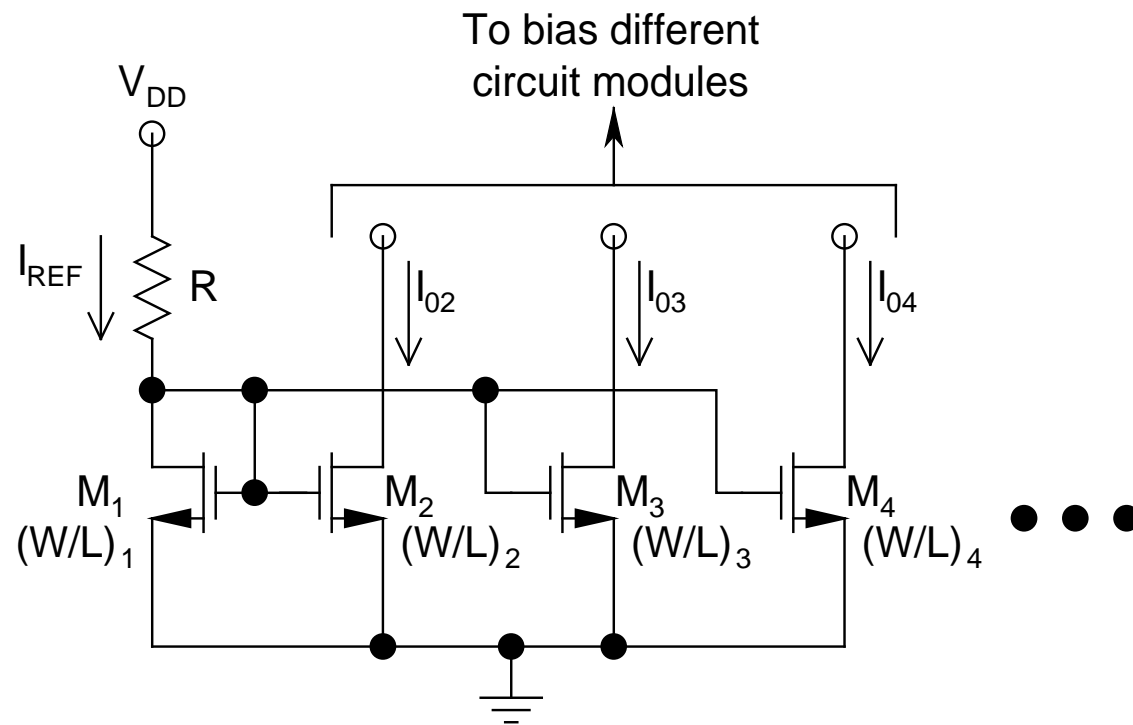 To bias different
circuit modules
V_DD
I_REF
R
I_02
I_03
I_04
M_1
(W/L)_1
M_2
(W/L)_2
M_3
(W/L)_3
M_4
(W/L)_4